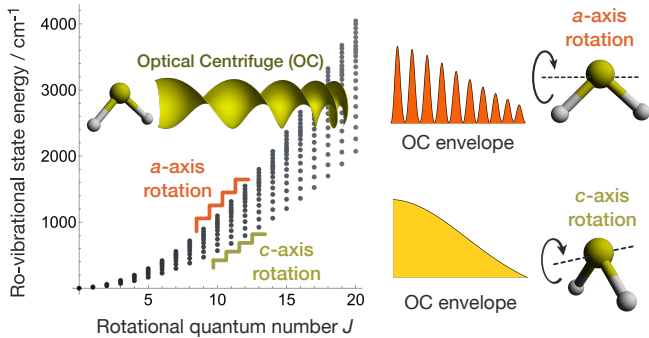 Ro-vibrational state energy / cm⁻¹
4000
3000
2000
1000
5
10
15
20
Rotational quantum number J
Optical Centrifuge (OC)
a-axis
rotation
c-axis
rotation
OC envelope
a-axis
rotation
OC envelope
c-axis
rotation